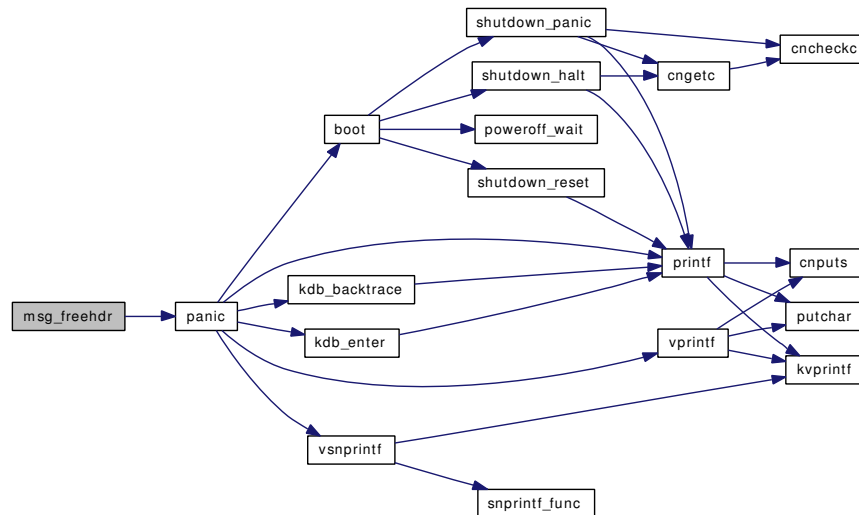 shutdown_panic
cncheckc
shutdown_halt
cngetc
boot
poweroff_wait
shutdown_reset
printf
cnputs
kdb_backtrace
msg_freehdr
panic
putchar
kdb_enter
vprintf
kvprintf
vsnprintf
snprintf_func